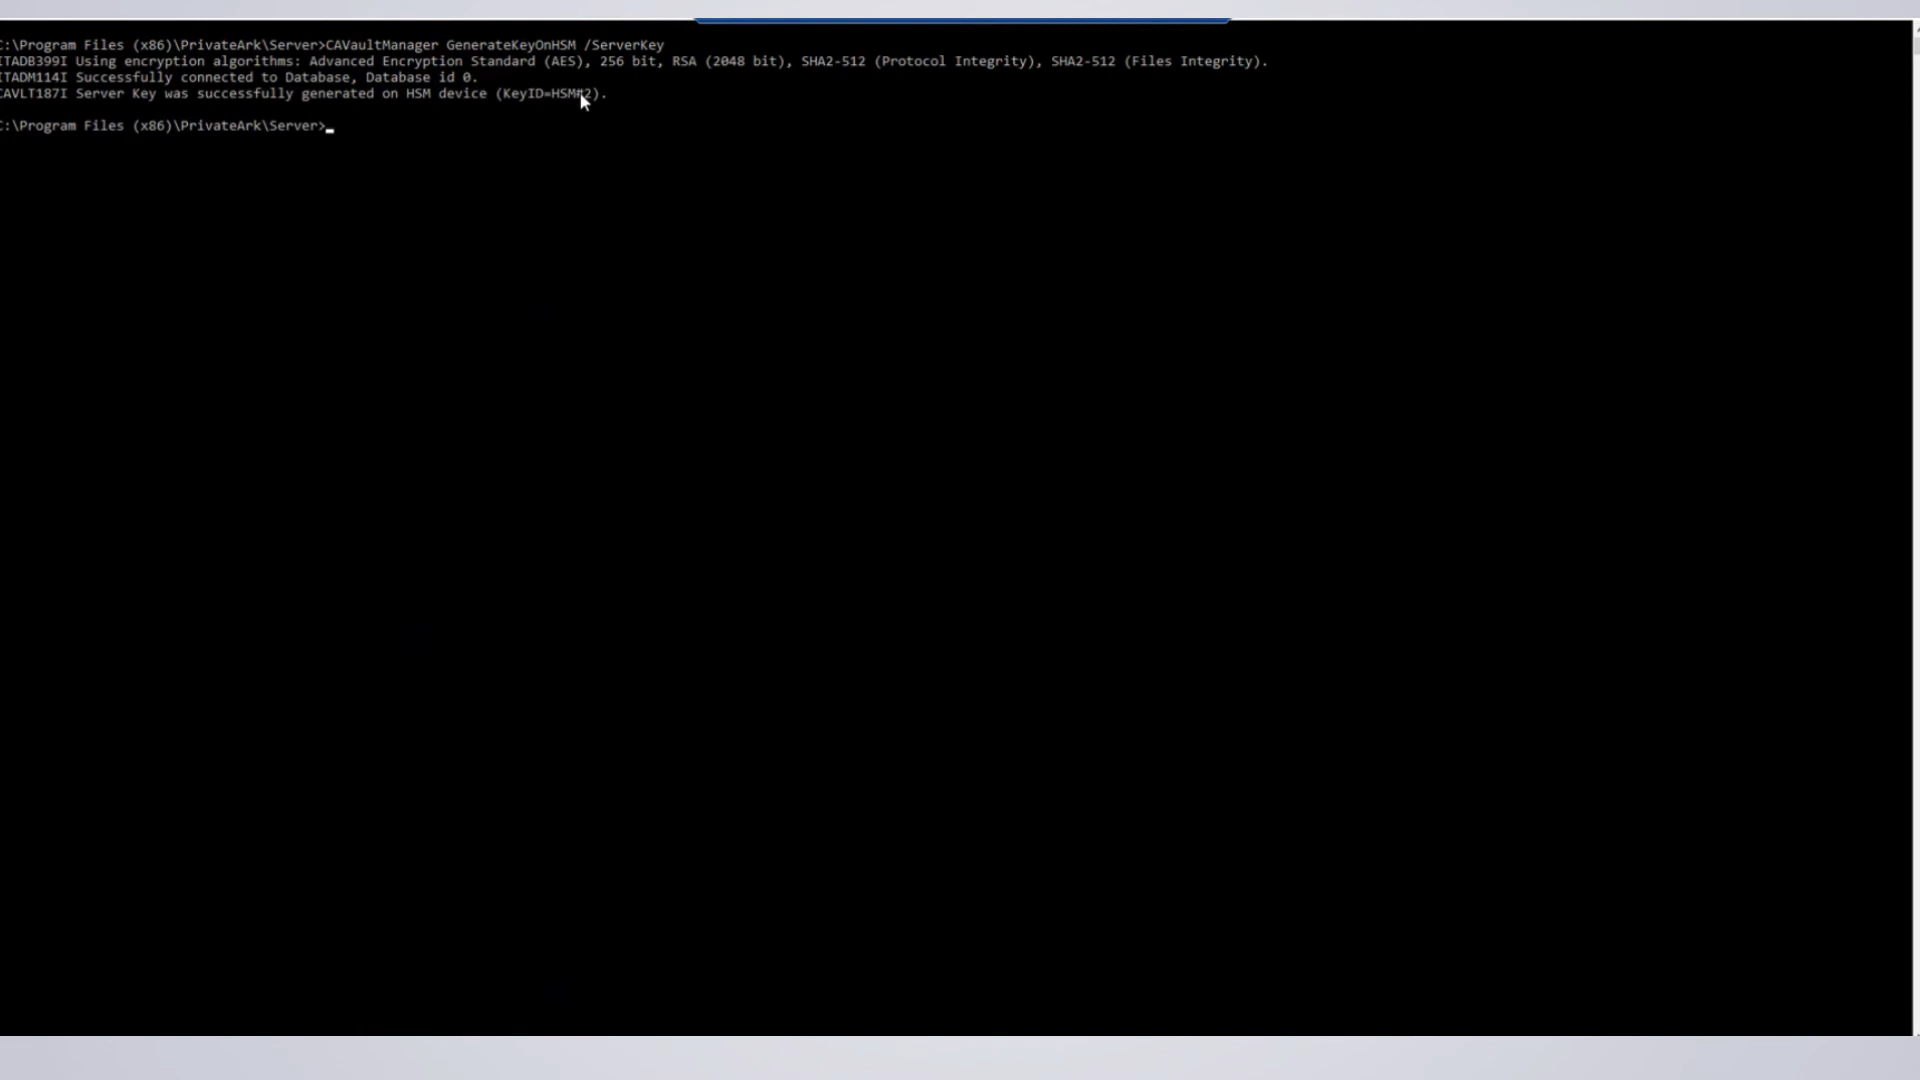 :\Program Files (x86)\PrivateArk\Server>CAVaultManager GenerateKeyOnHSM /ServerKey
ITADB399I Using encryption algorithms: Advanced Encryption Standard (AES), 256 bit, RSA (2048 bit), SHA2-512 (Protocol Integrity), SHA2-512 (Files Integrity).
ITADM114I Successfully connected to Database, Database id 0.
CAVLT187I Server Key was successfully generated on HSM device (KeyID=HSM#2).
:\Program Files (x86)\PrivateArk\Server>